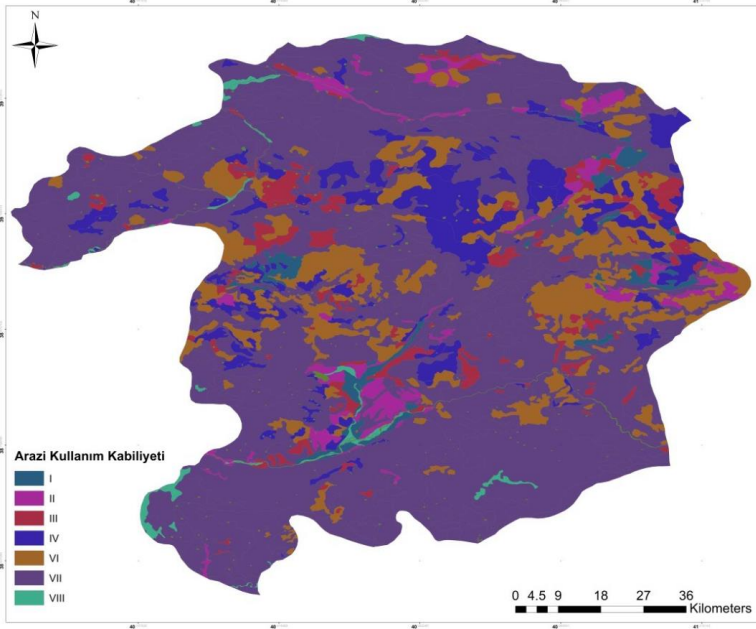 N
Arazi Kullanım Kabiliyeti
I
II
III
IV
VI
VII
VIII
0 4.5 9 18 27 36
Kilometers